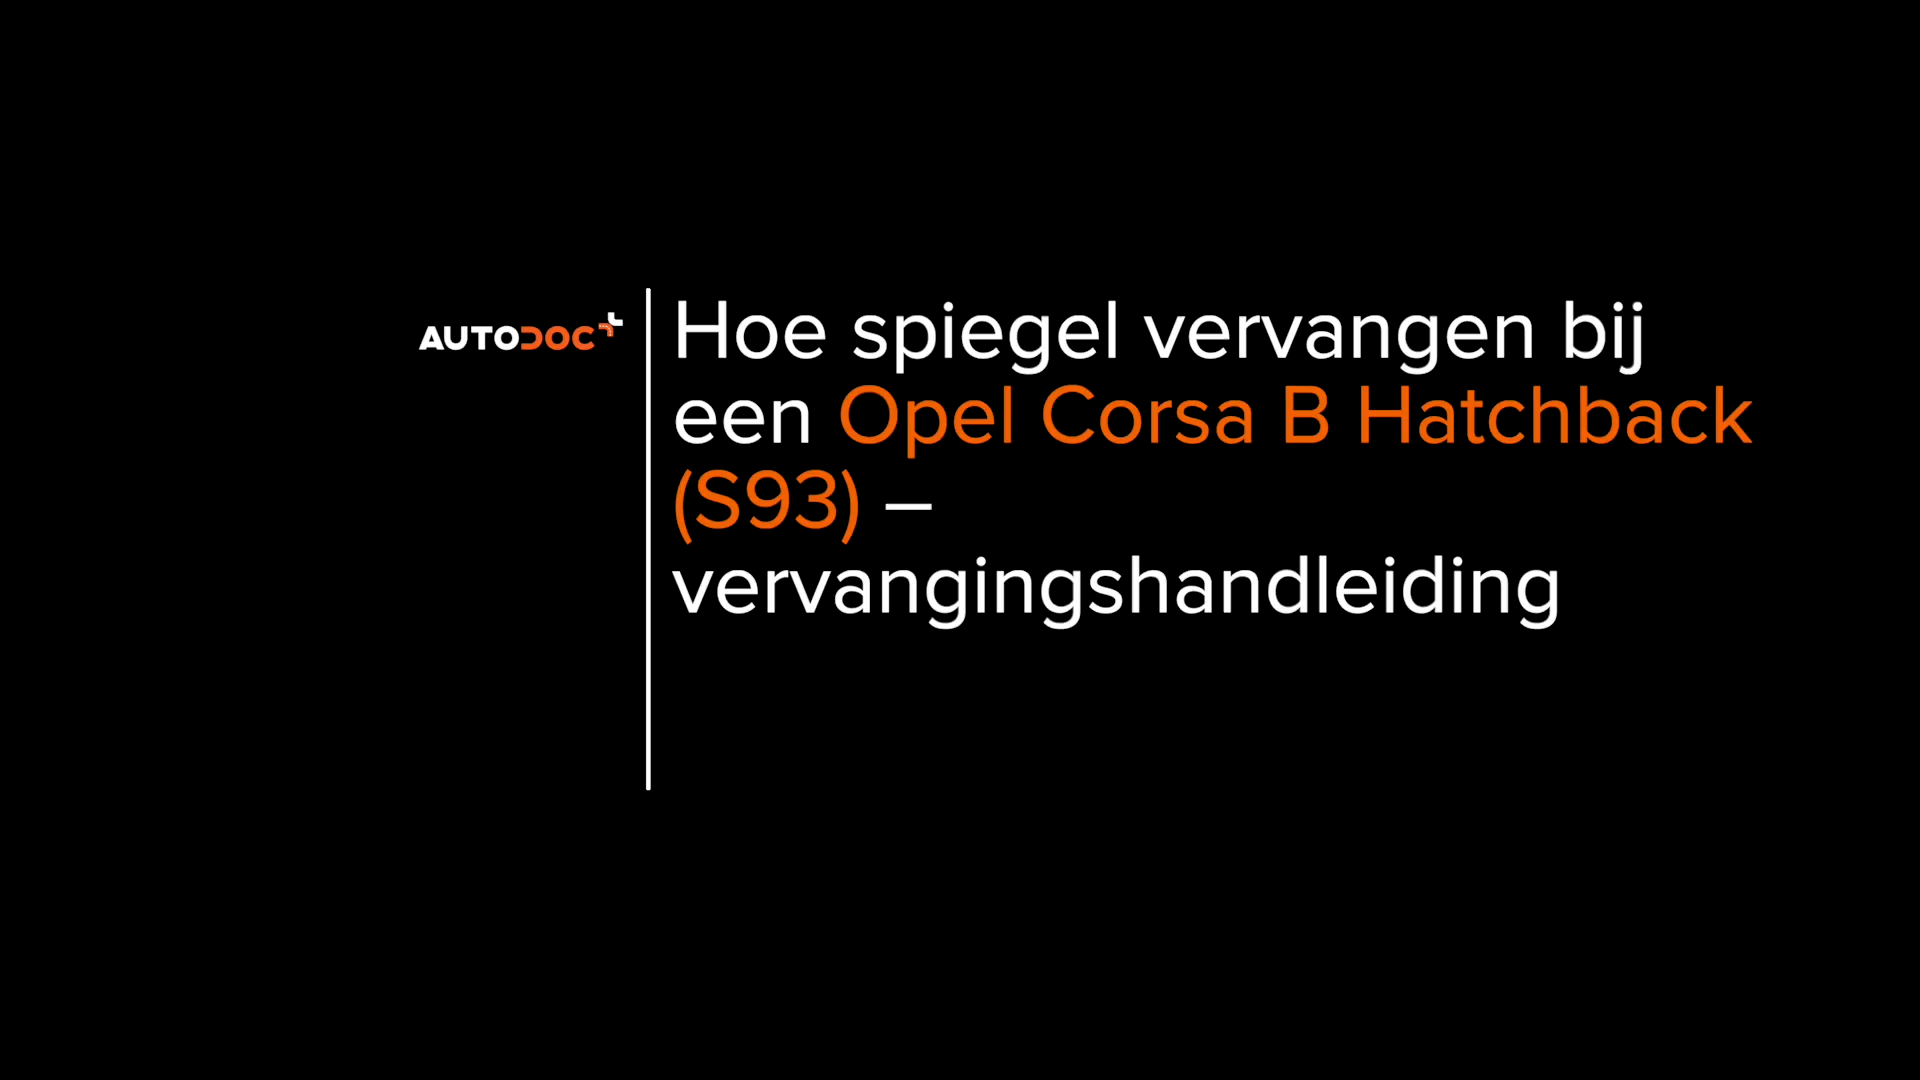 AUTODOC
Hoe spiegel vervangen bij
een Opel Corsa B Hatchback
(S93) –
vervangingshandleiding